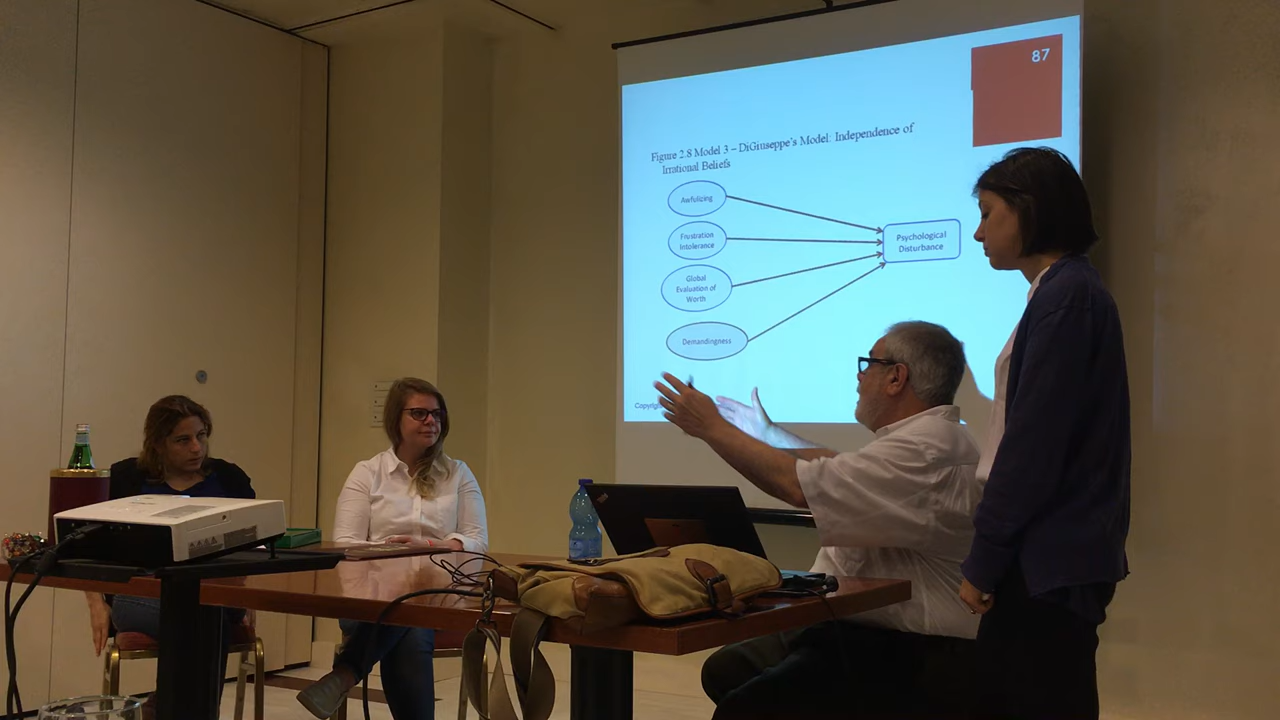 87
Figure 2.8 Model 3 – DiGiuseppe's Model: Independence of
Irrational Beliefs
Awfulizing
Frustration
Intolerance
Psychological
Disturbance
Global
Evaluation of
Worth
Demandingness